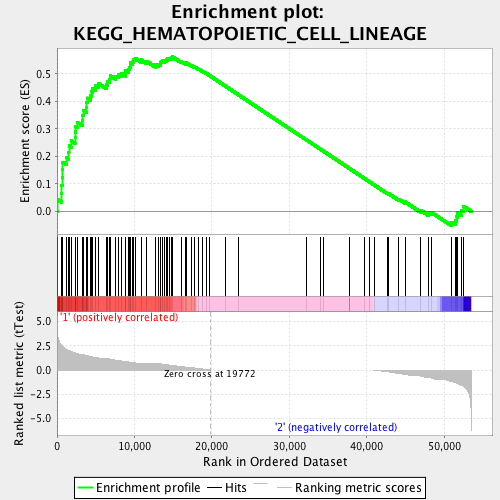 Enrichment plot:
KEGG_HEMATOPOIETIC_CELL_LINEAGE
Enrichment score (ES)
0.5
0.4
0.3
0.2
0.1
0.0
'1' (positively correlated)
Ranked list metric (tTest)
5.0
2.5
0.0
-2.5
-5.0
Zero cross at 19772
'2' (negatively correlated)
0
10,000
20,000
30,000
40,000
50,000
Rank in Ordered Dataset
Enrichment profile
Hits
Ranking metric scores